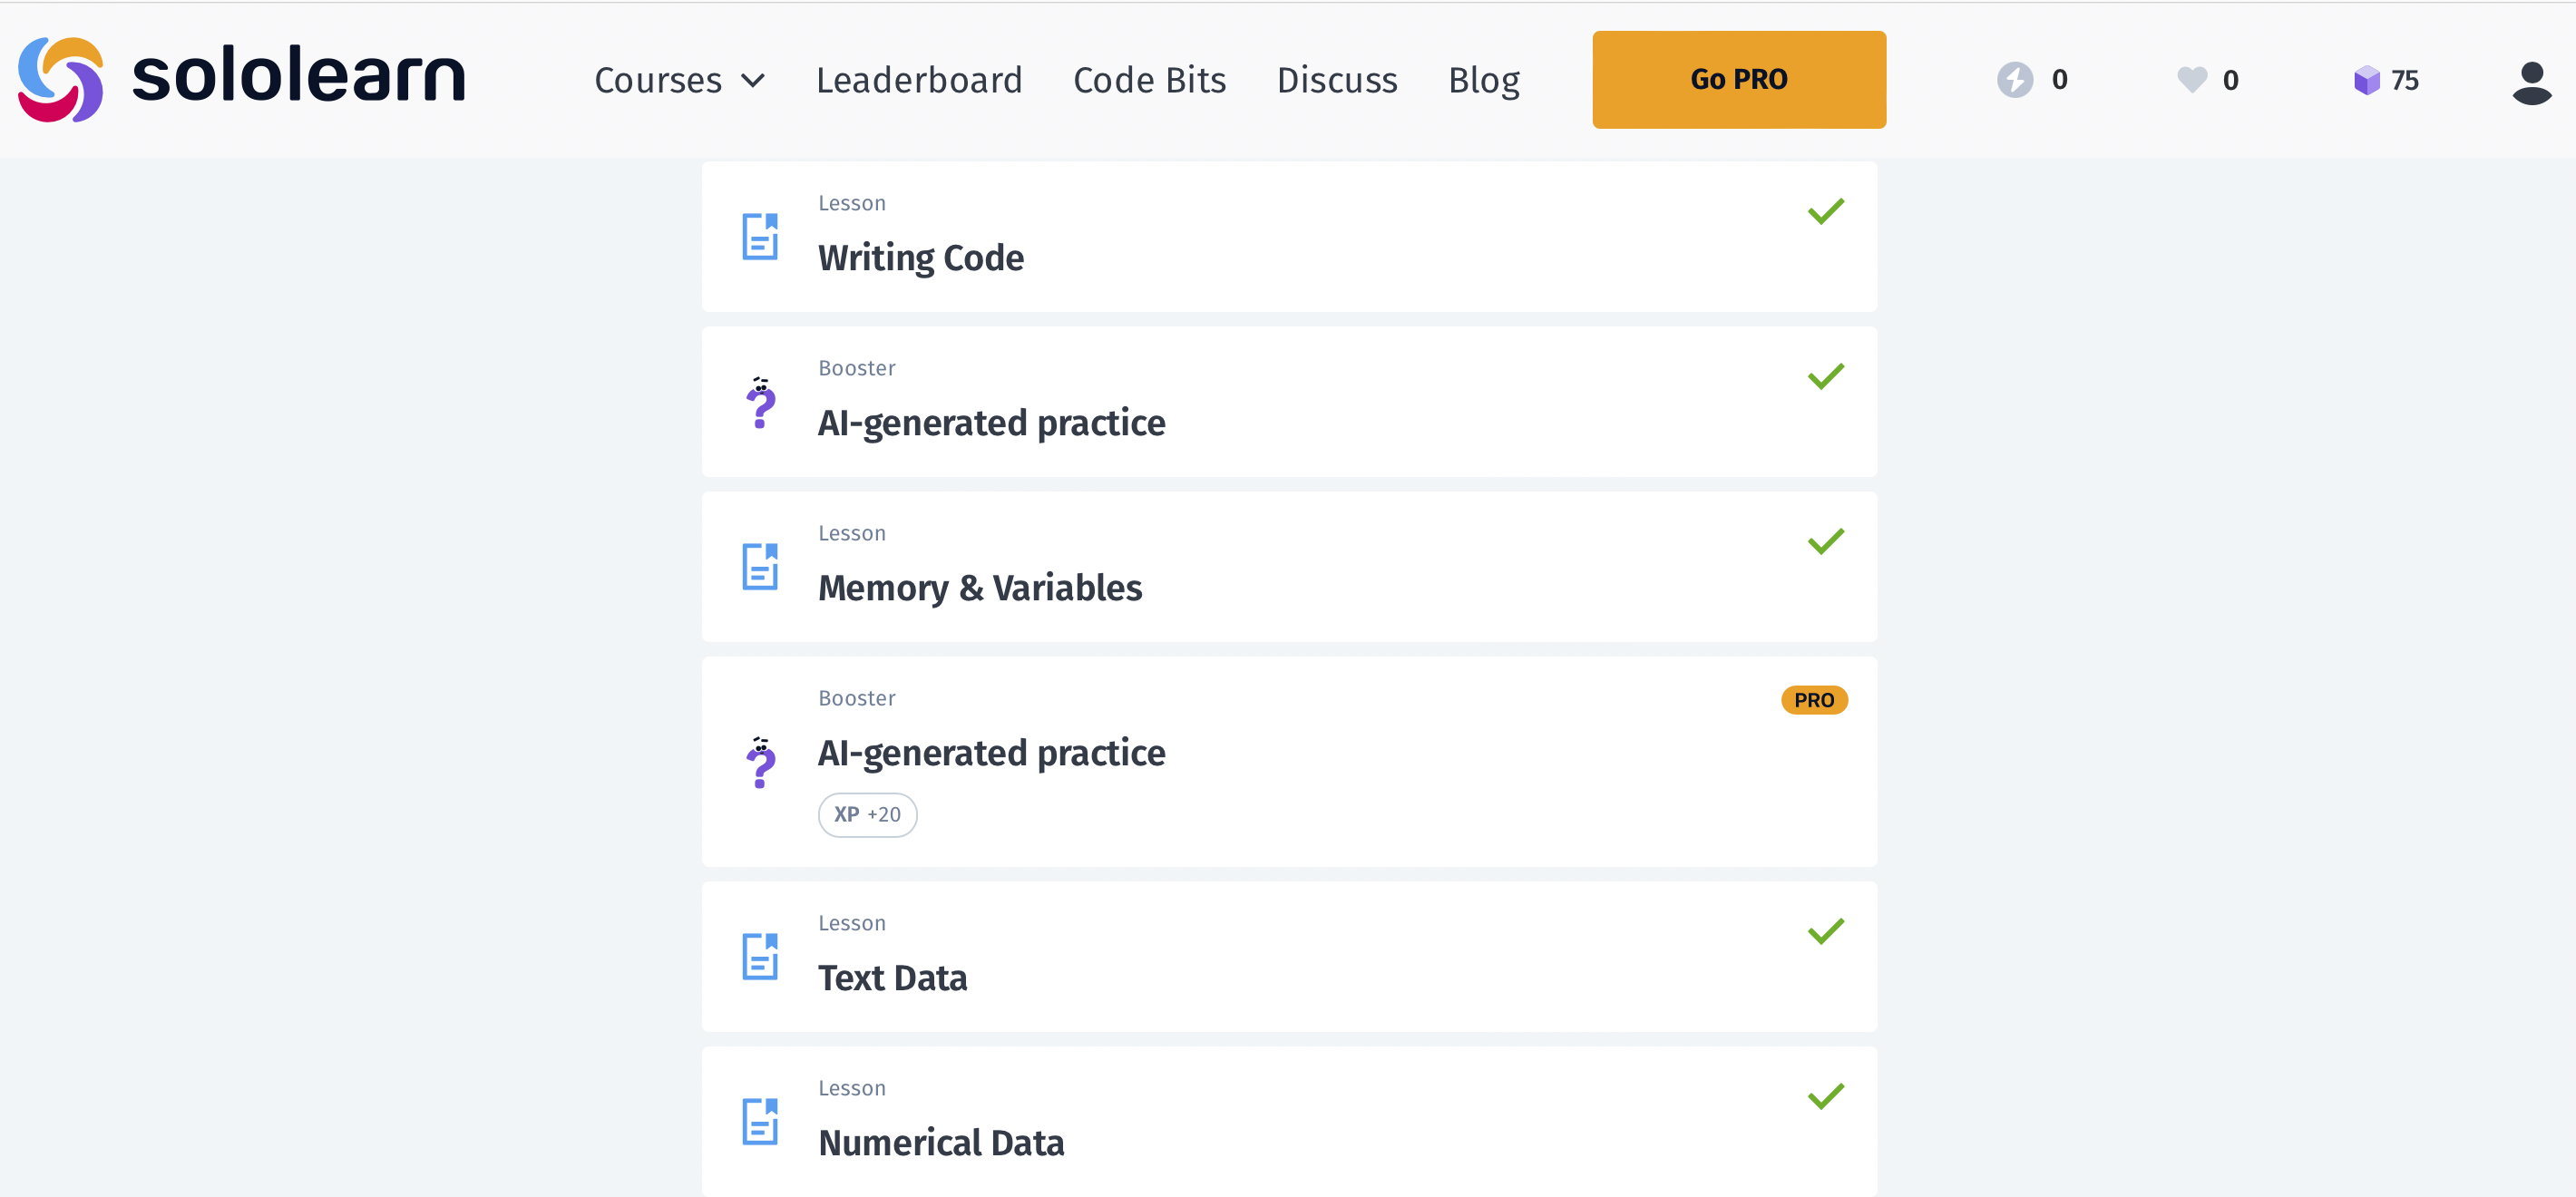 sololearn Courses Leaderboard Code Bits Discuss Blog Go PRO 0 0 75
Lesson
Writing Code
Booster
AI-generated practice
Lesson
Memory & Variables
Booster PRO
AI-generated practice
XP +20
Lesson
Text Data
Lesson
Numerical Data